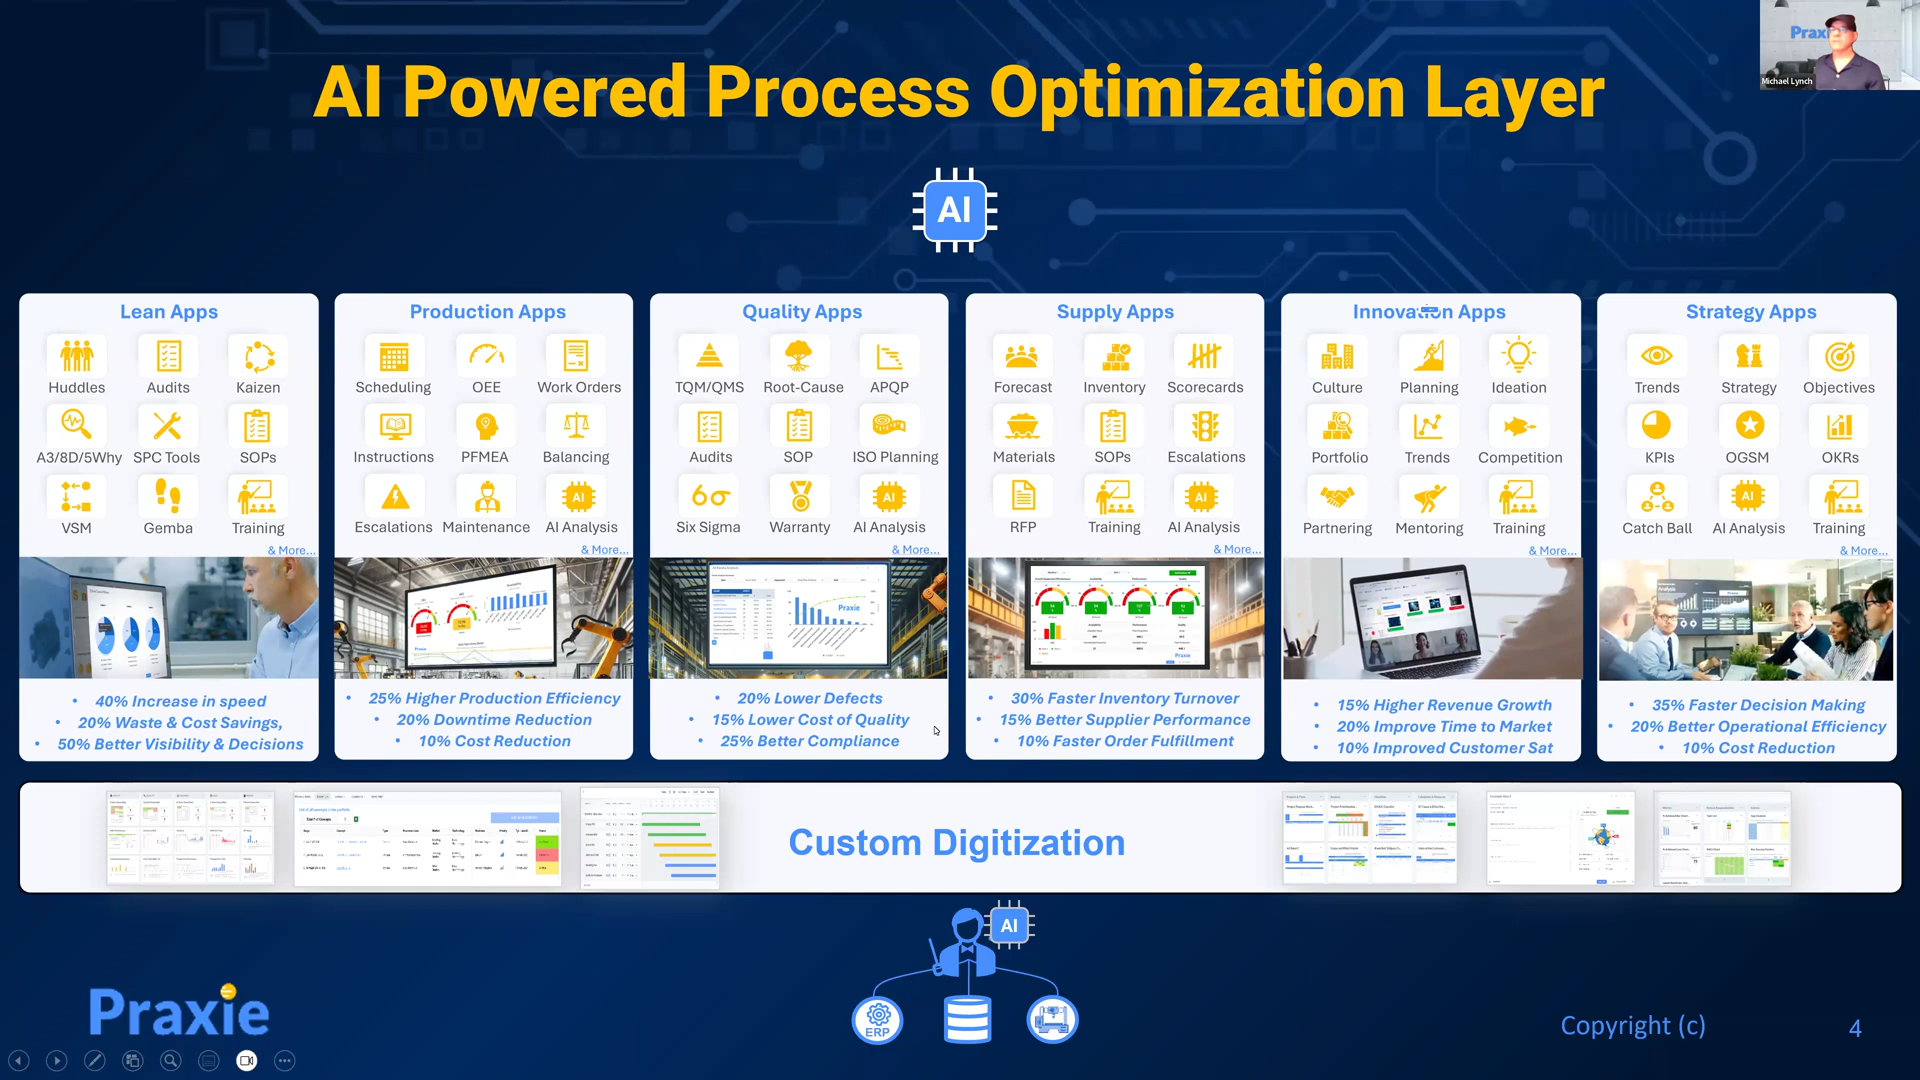 AI Powered Process Optimization Layer
Praxie
Michael Lynch
AI
Lean Apps
Huddles Audits Kaizen
A3/8D/5Why SPC Tools SOPs
VSM Gemba Training
& More...
• 40% Increase in speed
• 20% Waste & Cost Savings,
• 50% Better Visibility & Decisions
Production Apps
Scheduling OEE Work Orders
Instructions PFMEA Balancing
AI
Escalations Maintenance AI Analysis
& More...
• 25% Higher Production Efficiency
• 20% Downtime Reduction
• 10% Cost Reduction
Quality Apps
TQM/QMS Root-Cause APQP
Audits SOP ISO Planning
6σ AI
Six Sigma Warranty AI Analysis
& More...
Praxie
• 20% Lower Defects
• 15% Lower Cost of Quality
• 25% Better Compliance
Supply Apps
Forecast Inventory Scorecards
Materials SOPs Escalations
AI
RFP Training AI Analysis
& More...
Praxie
• 30% Faster Inventory Turnover
• 15% Better Supplier Performance
• 10% Faster Order Fulfillment
Innovation Apps
Culture Planning Ideation
Portfolio Trends Competition
Partnering Mentoring Training
& More...
• 15% Higher Revenue Growth
• 20% Improve Time to Market
• 10% Improved Customer Sat
Strategy Apps
Trends Strategy Objectives
KPIs OGSM OKRs
AI
Catch Ball AI Analysis Training
& More...
• 35% Faster Decision Making
• 20% Better Operational Efficiency
• 10% Cost Reduction
Custom Digitization
AI
ERP
Praxie
Copyright (c)
4